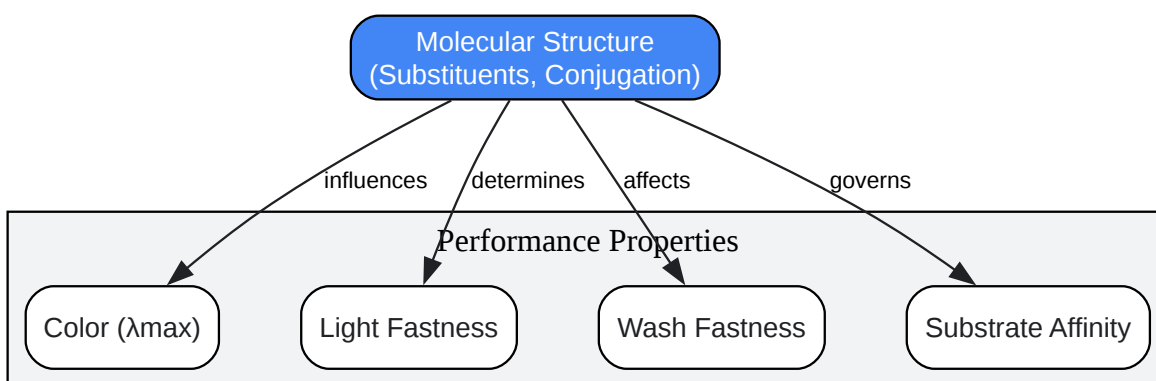 Molecular Structure
(Substituents, Conjugation)
influences
determines
affects
governs
Performance Properties
Color (λmax)
Light Fastness
Wash Fastness
Substrate Affinity